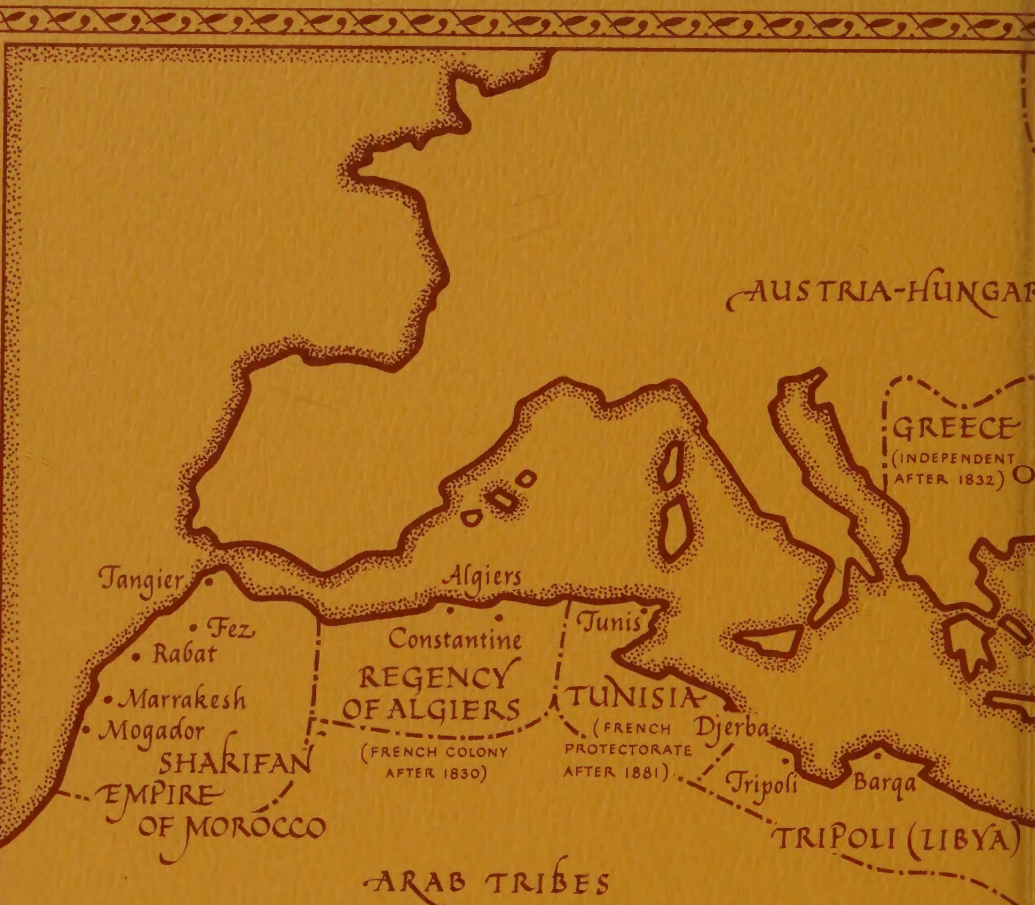 AUSTRIA-HUNGAR
GREECE
(INDEPENDENT
AFTER 1832)
O
Tangier
Fez
Rabat
Marrakesh
Mogador
SHARIFAN
EMPIRE
OF MOROCCO
Algiers
Constantine
REGENCY
OF ALGIERS
(FRENCH COLONY
AFTER 1830)
Tunis
TUNISIA
(FRENCH
PROTECTORATE
AFTER 1881)
Djerba
Tripoli
Barqa
TRIPOLI (LIBYA)
ARAB TRIBES